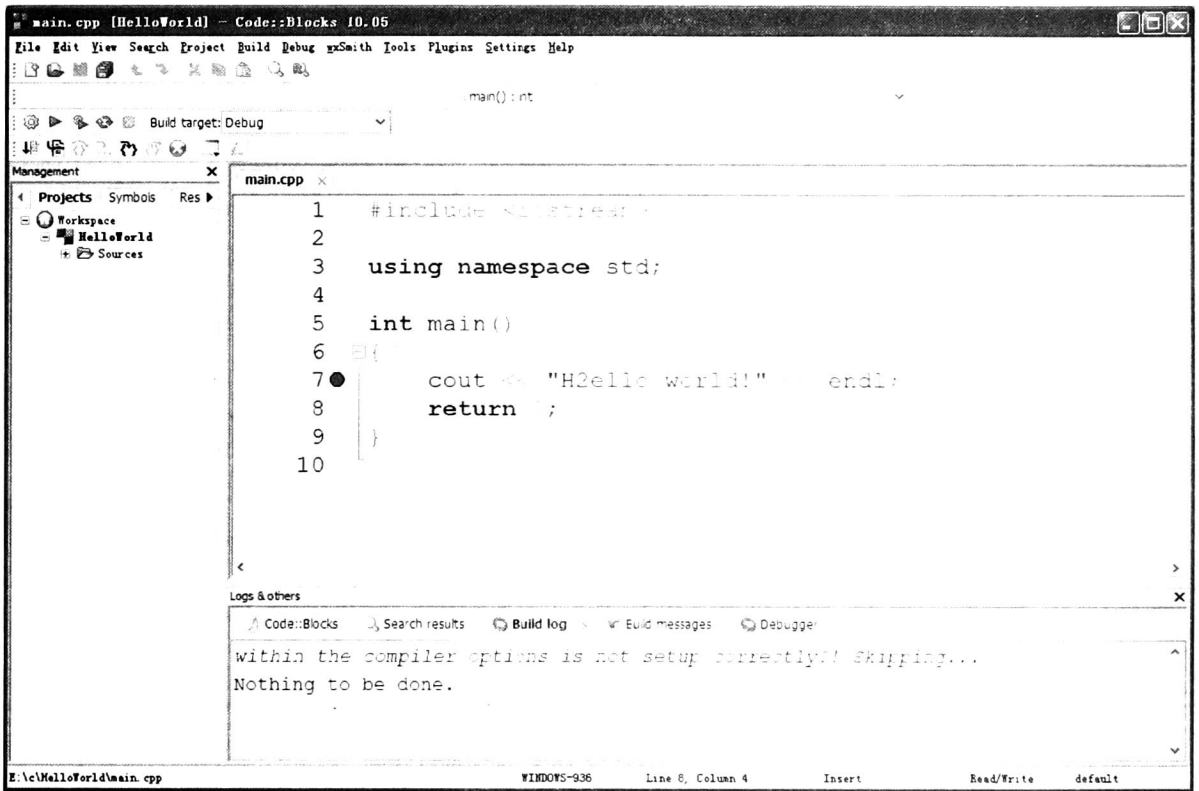 main.cpp [HelloWorld] - Code::Blocks 10.05
File Edit View Search Project Build Debug wxSmith Tools Plugins Settings Help
main() : int
Build target: Debug
Management
Projects Symbols Res
Workspace
HelloWorld
Sources
main.cpp
1 #include <iostream>
2
3 using namespace std;
4
5 int main()
6 {
7 cout << "H2ello world!" endl;
8 return ;
9 }
10
Logs & others
Code::Blocks Search results Build log Build messages Debugger
within the compiler options is not setup correctly?! Skipping...
Nothing to be done.
E:\c\HelloWorld\main.cpp WINDOWS-936 Line 8, Column 4 Insert Read/Write default